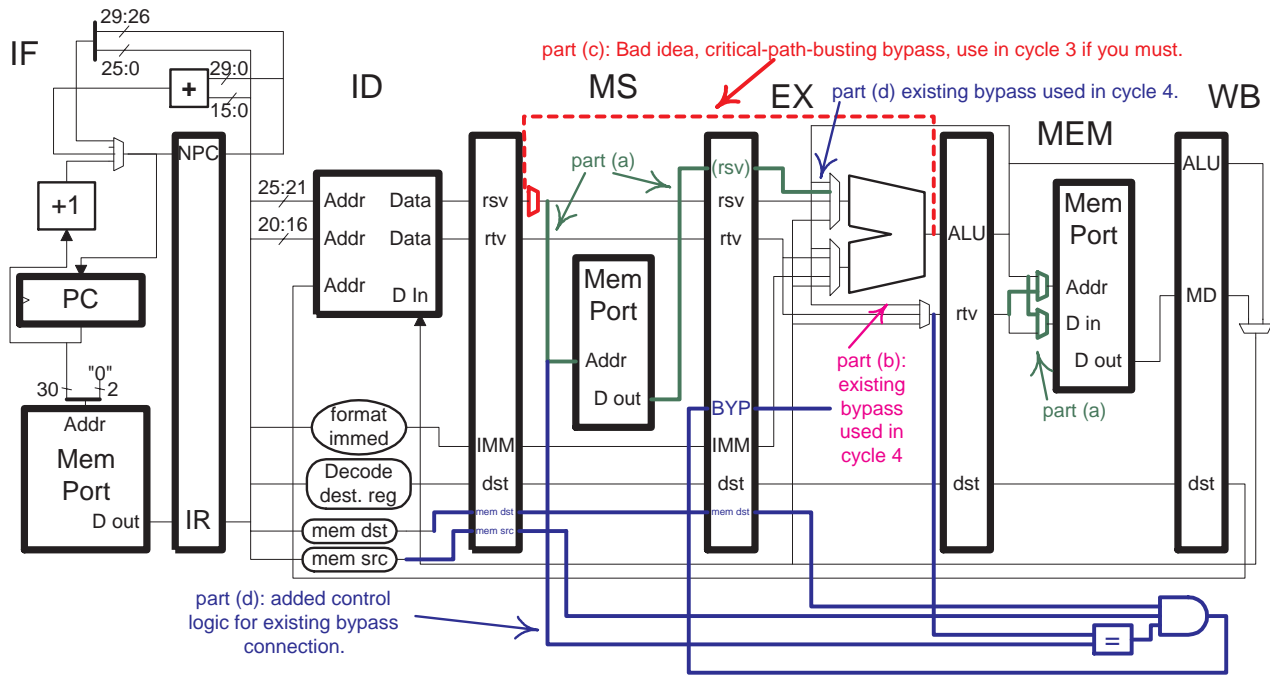 29:26
IF
25:0
29:0
+
15:0
part (c): Bad idea, critical-path-busting bypass, use in cycle 3 if you must.
ID
MS
EX
part (d) existing bypass used in cycle 4.
WB
MEM
NPC
part (a)
(rsv)
ALU
+1
25:21
Addr
Data
rsv
rsv
Mem
Port
20:16
Addr
Data
rtv
rtv
ALU
Addr
D In
Mem
Port
Addr
MD
PC
rtv
D in
Addr
D out
part (b):
existing
bypass
used in
cycle 4
30
"0"
2
D out
part (a)
Addr
format
immed
BYP
IMM
IMM
Mem
Port
Decode
dest. reg
dst
dst
dst
dst
D out
IR
mem dst
mem dst
mem dst
mem src
mem src
part (d): added control
logic for existing bypass
connection.
=